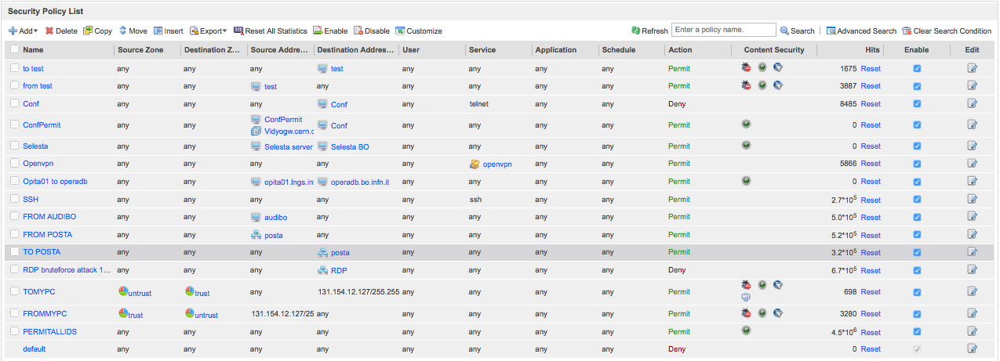 Security Policy List
Add Delete Copy Move Insert Export Reset All Statistics Enable Disable Customize Refresh Enter a policy name. Search Advanced Search Clear Search Condition
Name Source Zone Destination Z... Source Addre... Destination Addres... User Service Application Schedule Action Content Security Hits Enable Edit
to test any any any test any any any any Permit 1675 Reset
from test any any test any any any any any Permit 3887 Reset
Conf any any any Conf any telnet any any Deny 8485 Reset
ConfPermit any any ConfPermit Conf any any any any Permit 0 Reset
Vidyogw.cern.c
Selesta any any Selesta server Selesta BO any any any any Permit 0 Reset
Openvpn any any any any any openvpn any any Permit 5866 Reset
Opita01 to operadb any any opita01.lngs.in operadb.bo.infn.it any any any any Permit 0 Reset
SSH any any any any any ssh any any Permit 2.7*10⁵ Reset
FROM AUDIBO any any audibo any any any any any Permit 5.0*10⁵ Reset
FROM POSTA any any posta any any any any any Permit 5.2*10⁵ Reset
TO POSTA any any any posta any any any any Permit 3.2*10⁵ Reset
RDP bruteforce attack 1... any any any RDP any any any any Deny 6.7*10⁵ Reset
TOMYPC untrust trust any 131.154.12.127/255.255 any any any any Permit 698 Reset
FROMMYPC trust untrust 131.154.12.127/25 any any any any any Permit 3280 Reset
PERMITALLIDS any any any any any any any any Permit 4.5*10⁶ Reset
default any any any any any any any any Deny 0 Reset